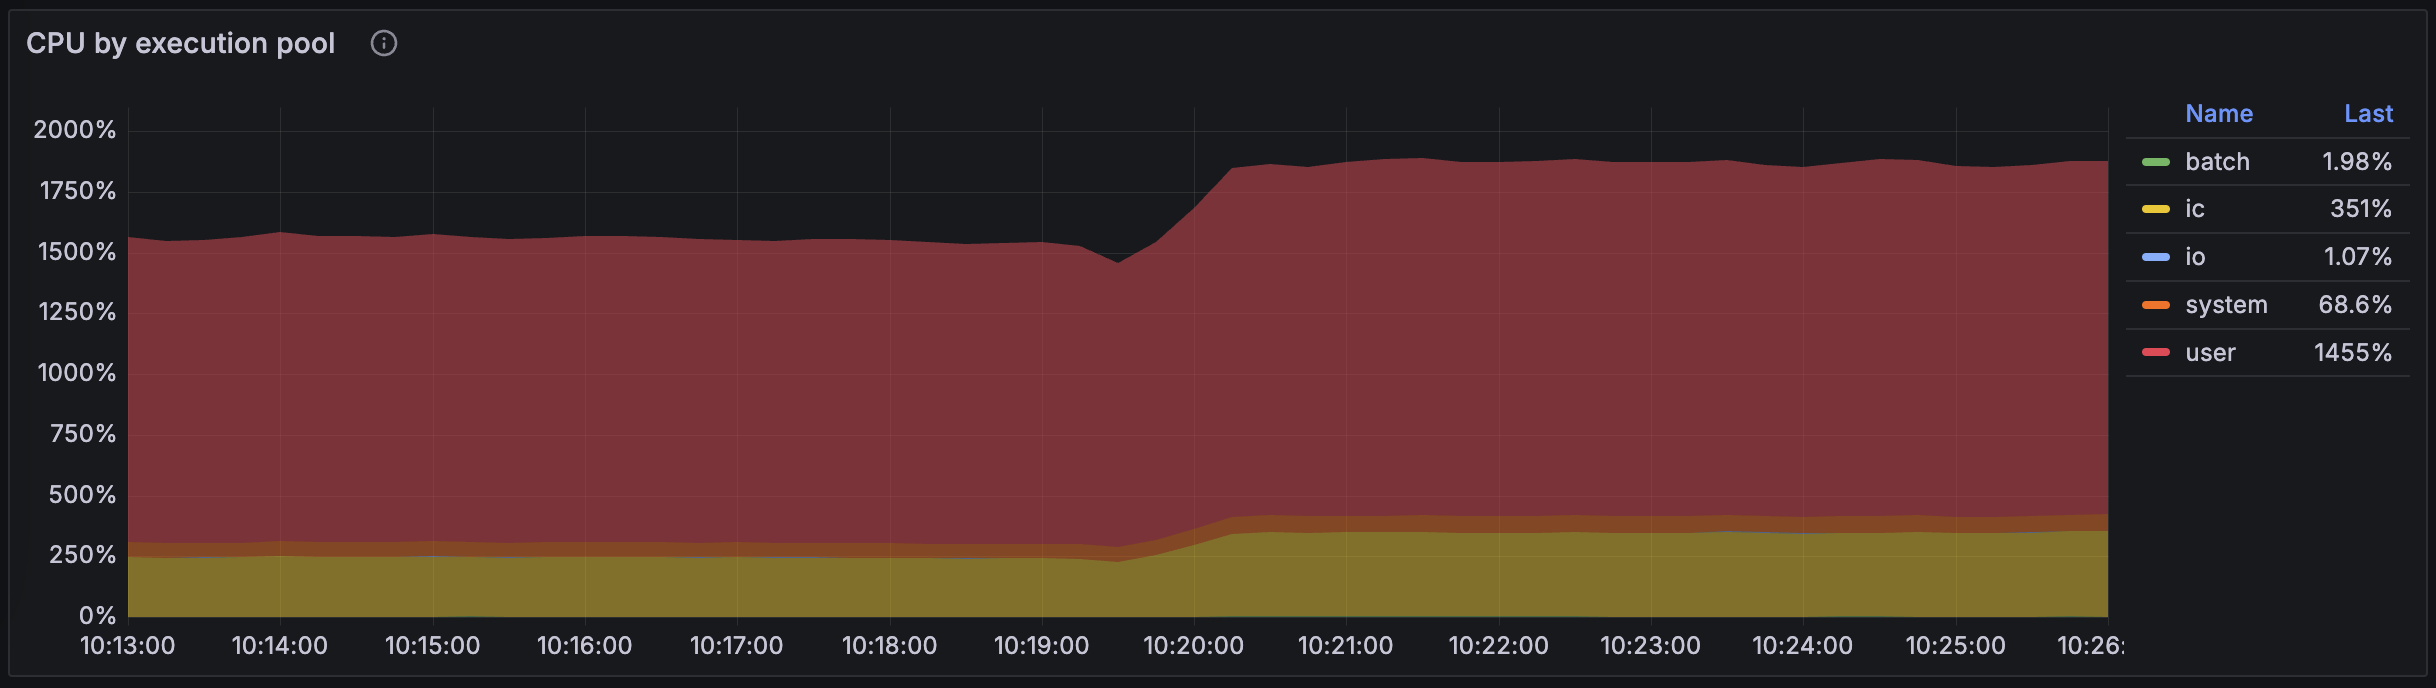 CPU by execution pool
2000%
1750%
1500%
1250%
1000%
750%
500%
250%
0%
10:13:00 10:14:00 10:15:00 10:16:00 10:17:00 10:18:00 10:19:00 10:20:00 10:21:00 10:22:00 10:23:00 10:24:00 10:25:00 10:26:
Name Last
batch 1.98%
ic 351%
io 1.07%
system 68.6%
user 1455%